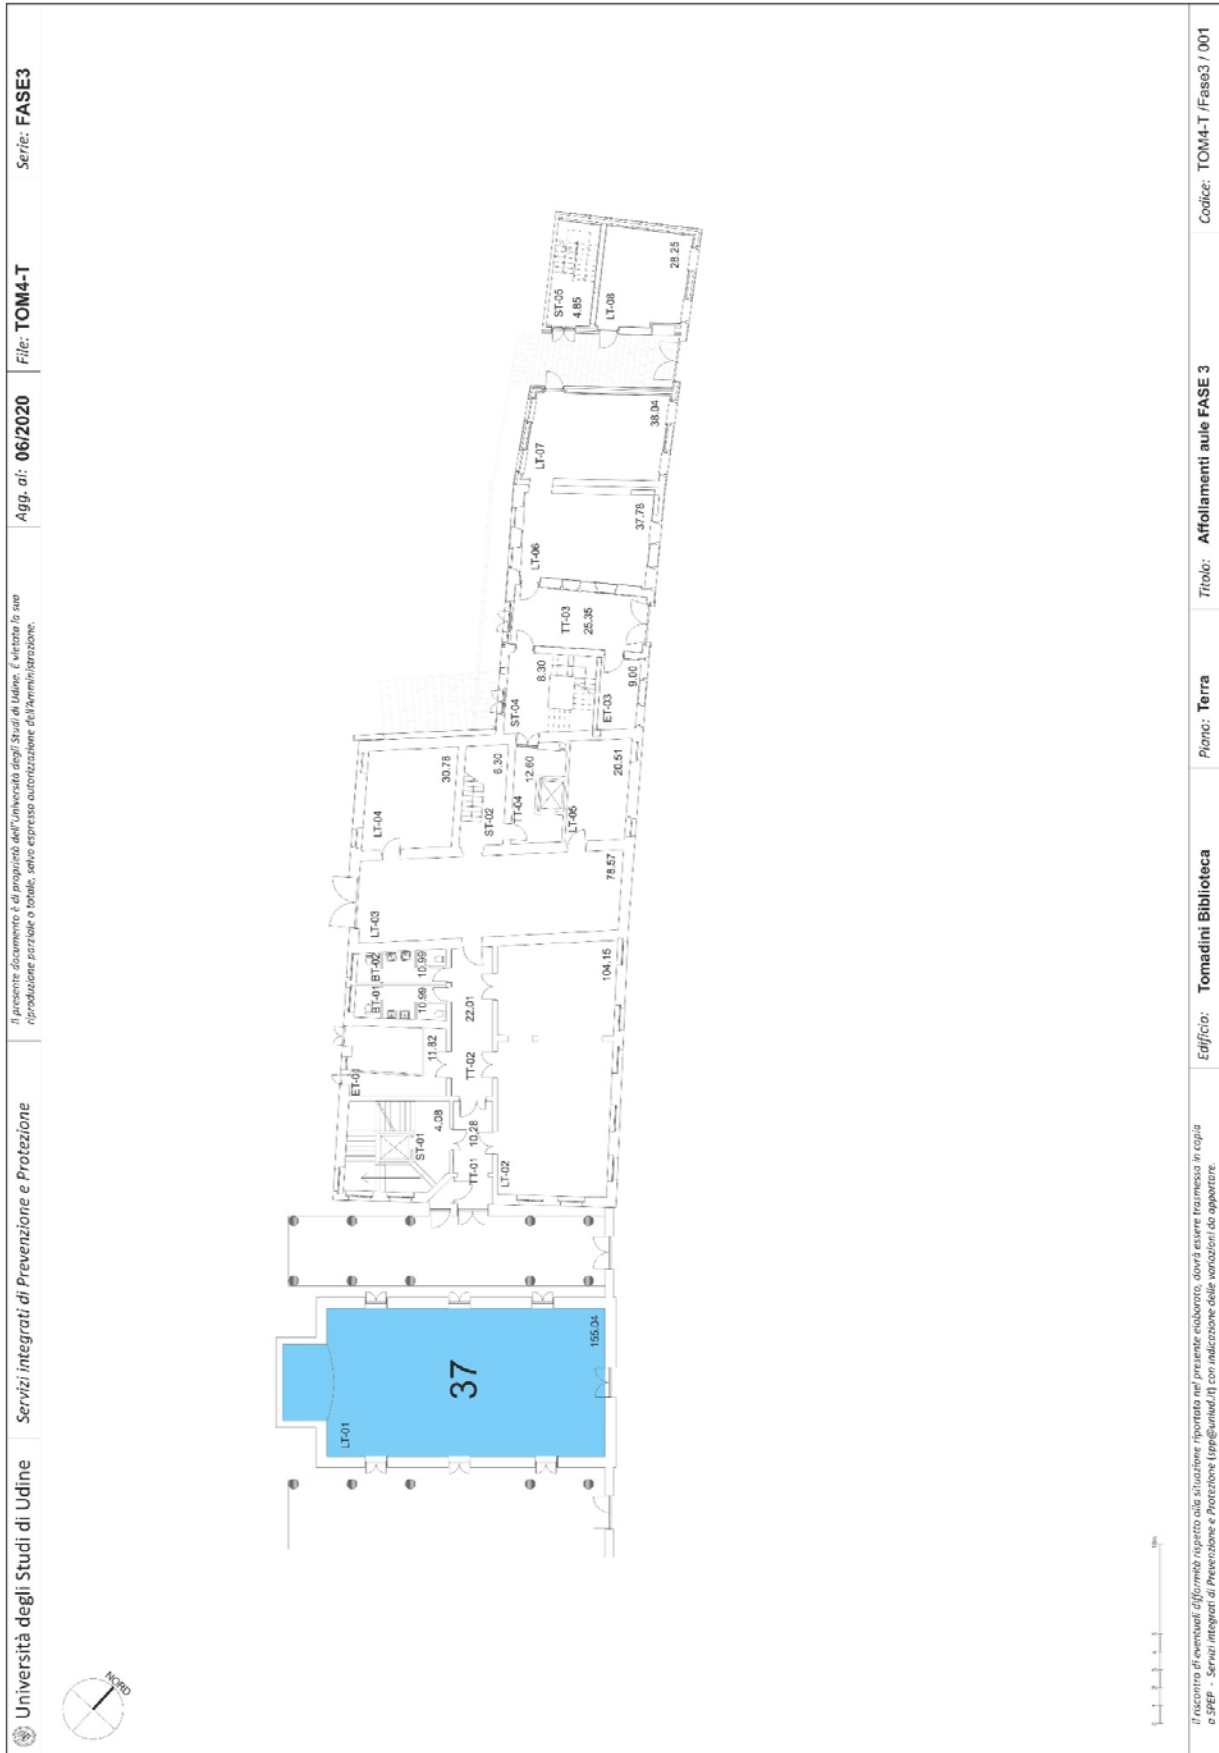 Università degli Studi di Udine
Servizi integrati di Prevenzione e Protezione
Il presente documento è di proprietà dell'Università degli Studi di Udine. È vietata la sua
riproduzione parziale o totale, salvo espressa autorizzazione dell'Amministrazione.
Agg. al: 06/2020
File: TOM4-T
Serie: FASE3
NORD
LT-01
37
155.04
ST-01
4.08
TT-01
10.28
LT-02
104.15
11.82
TT-02
22.01
BT-01
10.99
BT-02
10.99
LT-03
78.57
LT-04
30.78
ST-02
6.30
TT-04
12.60
LT-05
20.51
ST-04
8.30
ET-03
9.00
TT-03
25.35
LT-06
37.78
LT-07
38.04
ST-05
4.85
LT-08
28.25
0 1 2 3 4 5 10m
Il riscontro di eventuali difformità rispetto alla situazione riportata nel presente elaborato, dovrà essere trasmessa in copia
a SPEP - Servizi integrati di Prevenzione e Protezione (spp@uniud.it) con indicazione delle variazioni da apportare.
Edificio: Tomadini Biblioteca
Piano: Terra
Titolo: Affollamenti aule FASE 3
Codice: TOM4-T /Fase3 / 001